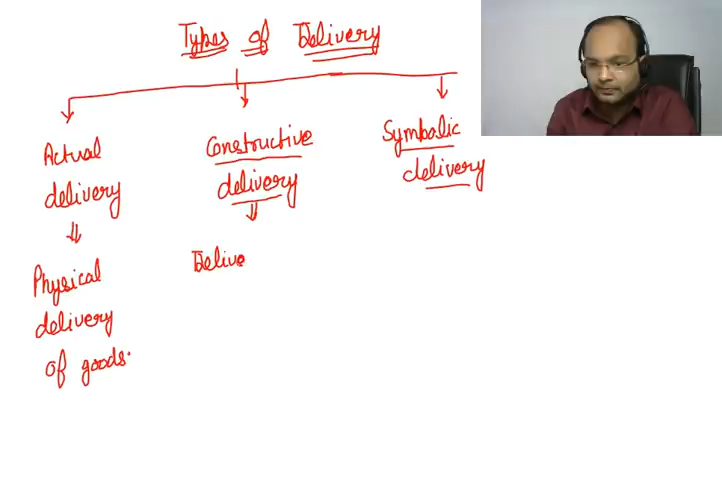 Types of Delivery
Actual
delivery
Physical
delivery
of goods.
Constructive
delivery
Delive
Symbolic
delivery